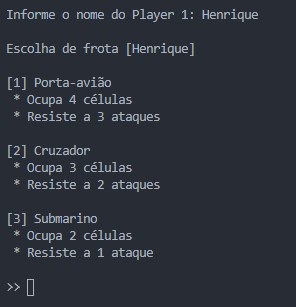 Informe o nome do Player 1: Henrique
Escolha de frota [Henrique]
[1] Porta-avião
* Ocupa 4 células
* Resiste a 3 ataques
[2] Cruzador
* Ocupa 3 células
* Resiste a 2 ataques
[3] Submarino
* Ocupa 2 células
* Resiste a 1 ataque
>>